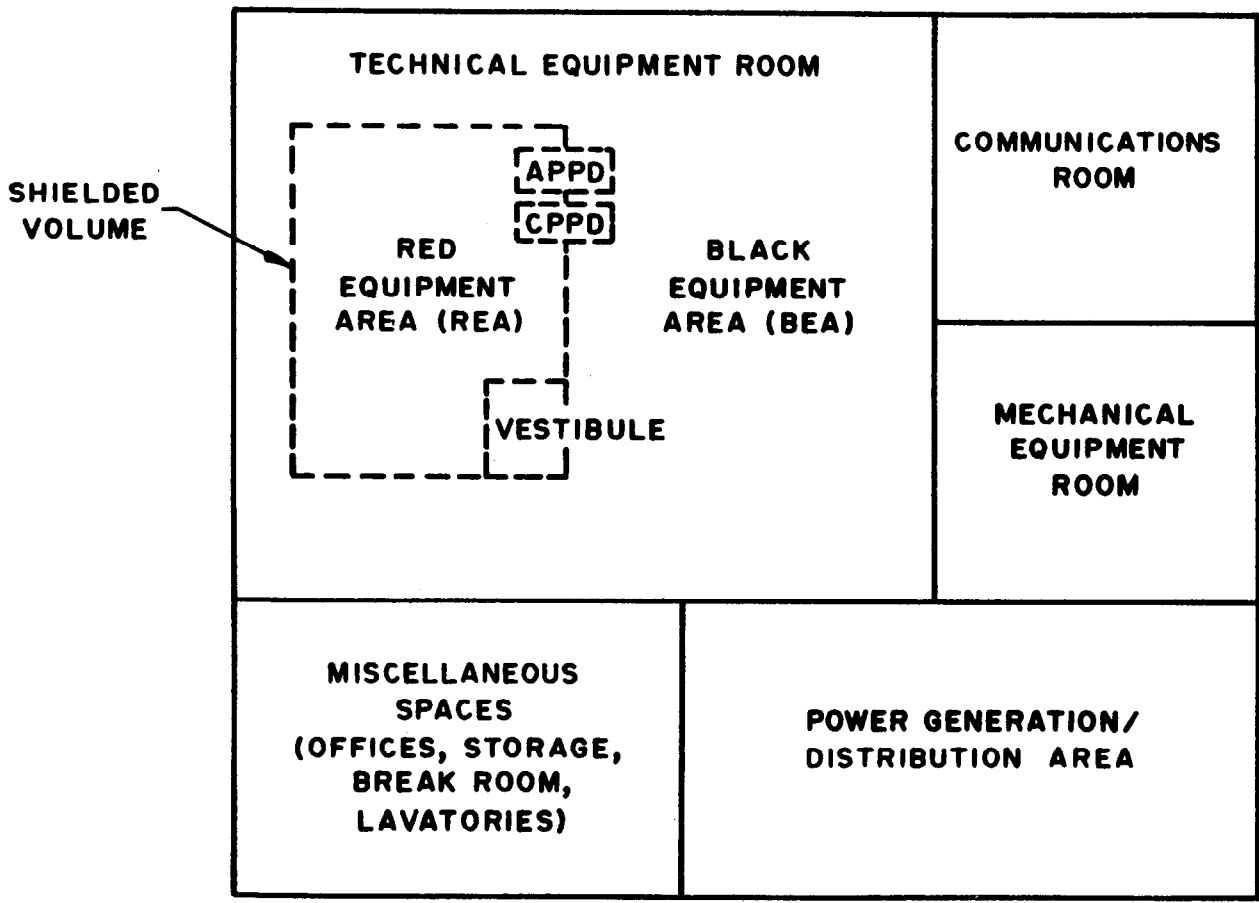 TECHNICAL EQUIPMENT ROOM
COMMUNICATIONS
ROOM
SHIELDED
VOLUME
APPD
CPPD
RED
EQUIPMENT
AREA (REA)
BLACK
EQUIPMENT
AREA (BEA)
VESTIBULE
MECHANICAL
EQUIPMENT
ROOM
MISCELLANEOUS
SPACES
(OFFICES, STORAGE,
BREAK ROOM,
LAVATORIES)
POWER GENERATION/
DISTRIBUTION AREA